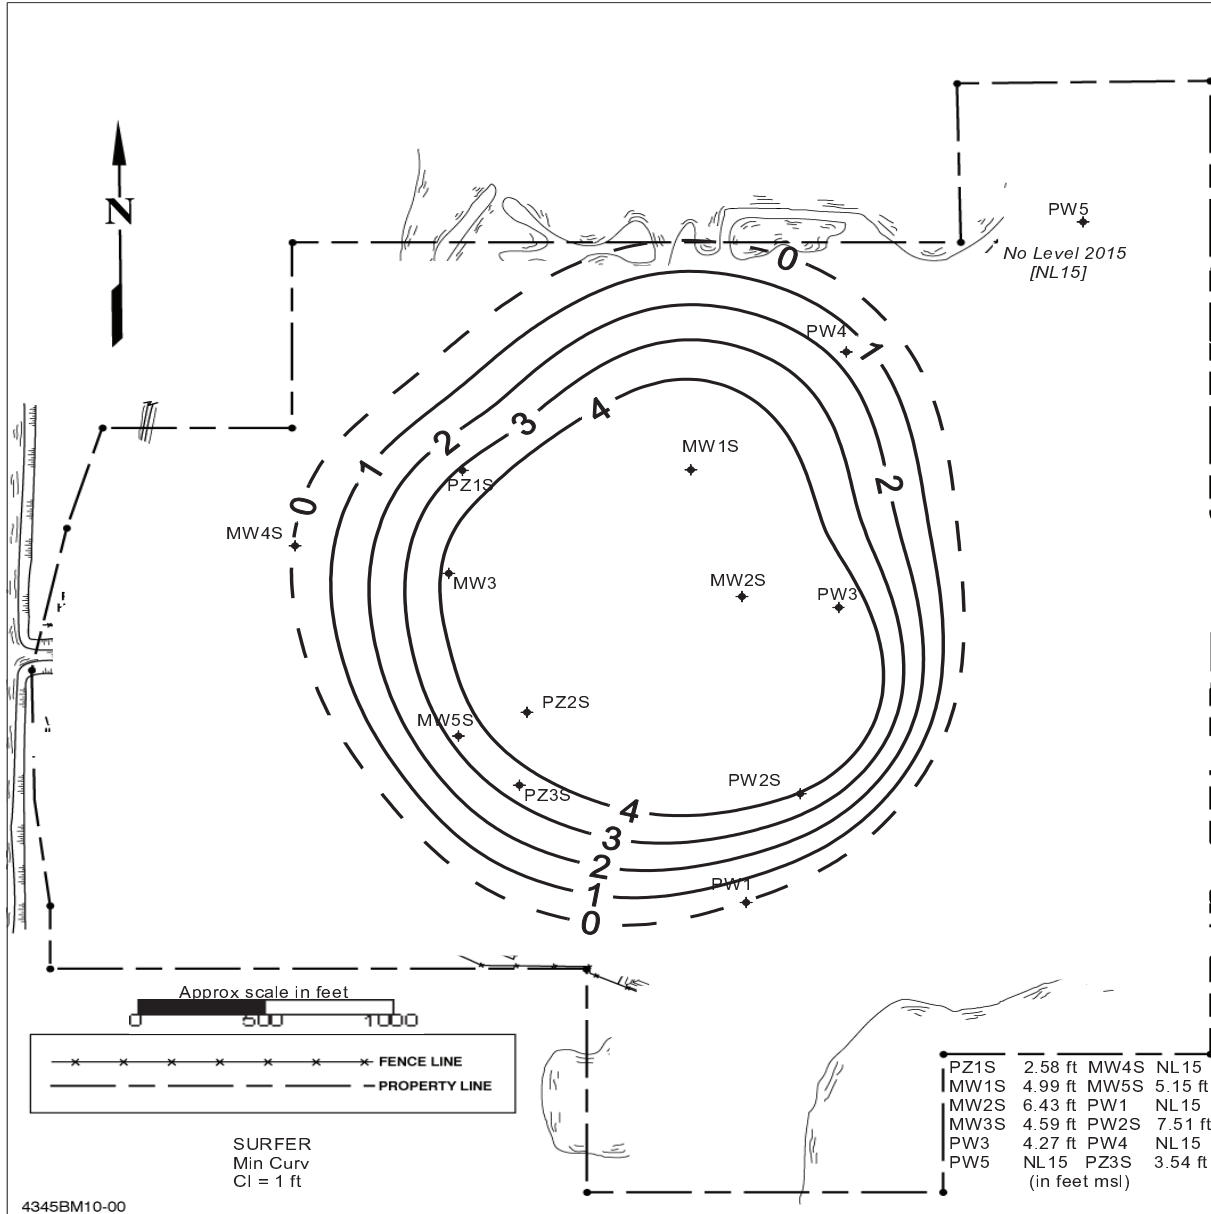 N
PW5
No Level 2015
[NL15]
0
PW4
1
4
3
2
MW1S
1
PZ1S
2
0
MW4S
MW3
MW2S
PW3
PZ2S
MW5S
PW2S
PZ3S
4
3
2
PW1
1
0
Approx scale in feet
0 500 1000
FENCE LINE
PROPERTY LINE
SURFER
Min Curv
CI = 1 ft
4345BM10-00
PZ1S 2.58 ft MW4S NL15
MW1S 4.99 ft MW5S 5.15 ft
MW2S 6.43 ft PW1 NL15
MW3S 4.59 ft PW2S 7.51 ft
PW3 4.27 ft PW4 NL15
PW5 NL15 PZ3S 3.54 ft
(in feet msl)